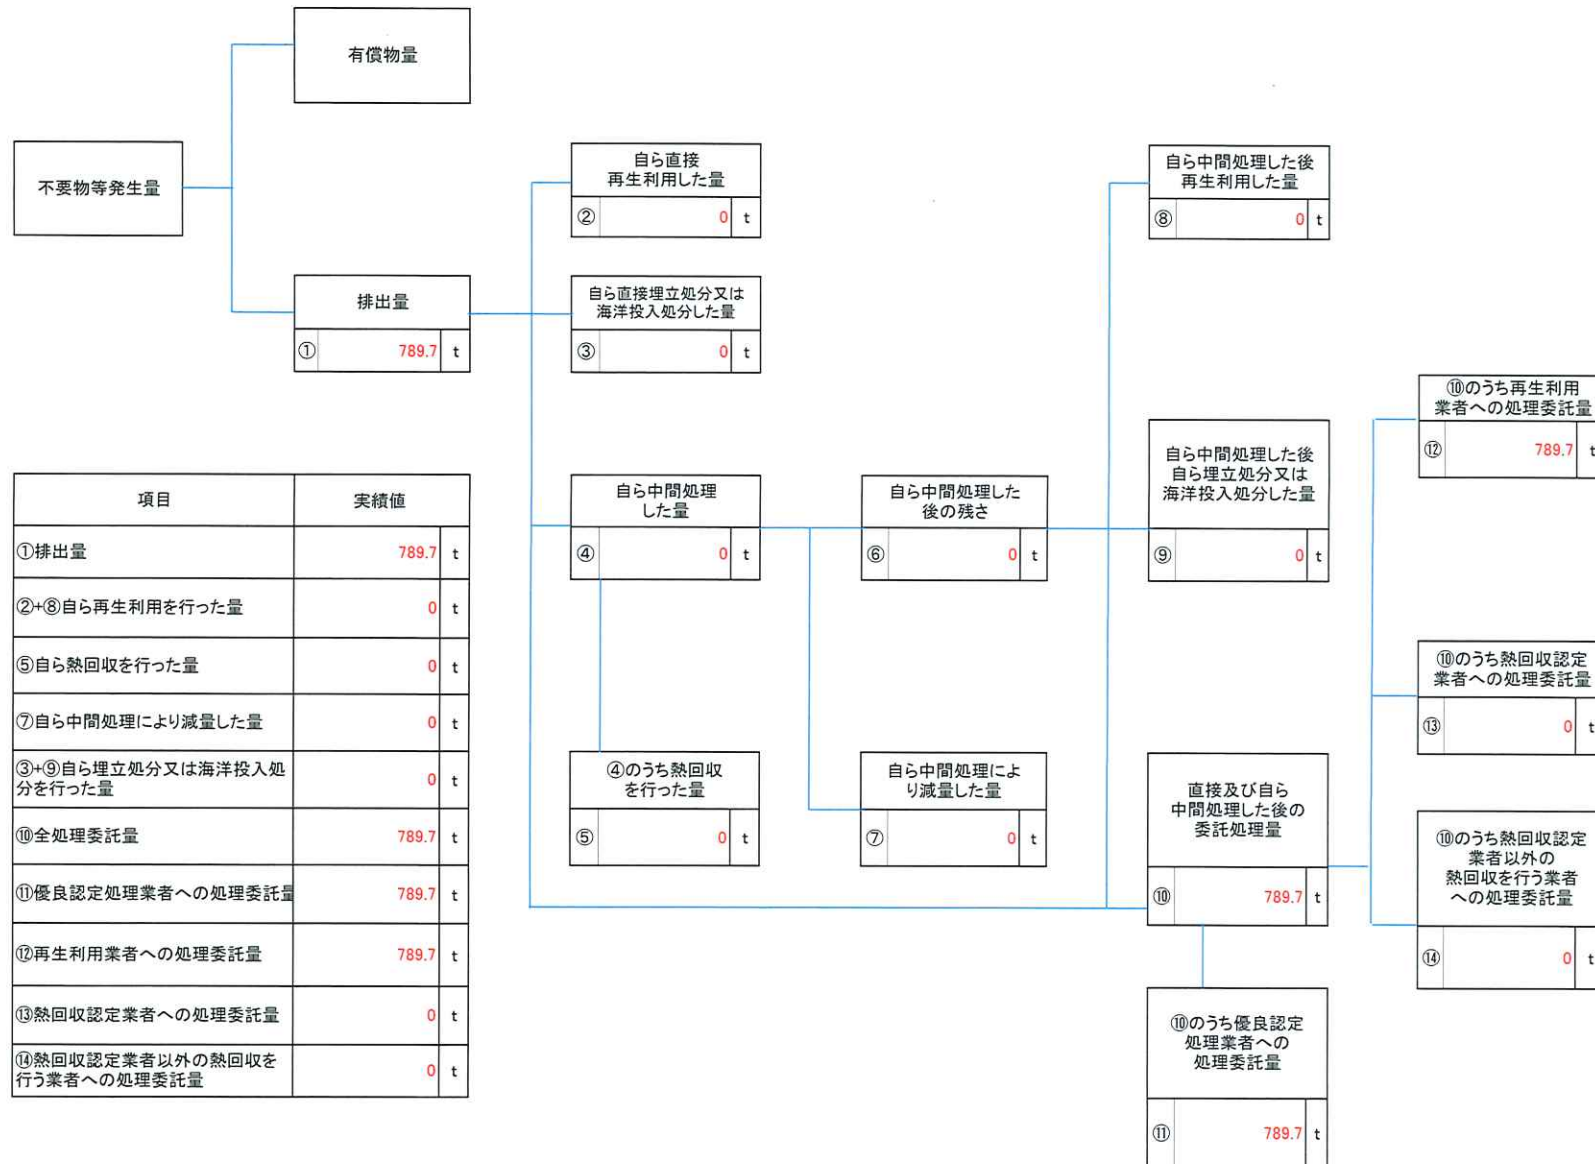 有償物量
不要物等発生量
排出量
① 789.7 t
自ら直接
再生利用した量
② 0 t
自ら直接埋立処分又は
海洋投入処分した量
③ 0 t
自ら中間処理
した量
④ 0 t
④のうち熱回収
を行った量
⑤ 0 t
自ら中間処理した
後の残さ
⑥ 0 t
自ら中間処理によ
り減量した量
⑦ 0 t
自ら中間処理した後
再生利用した量
⑧ 0 t
自ら中間処理した後
自ら埋立処分又は
海洋投入処分した量
⑨ 0 t
直接及び自ら
中間処理した後の
委託処理量
⑩ 789.7 t
⑩のうち優良認定
処理業者への
処理委託量
⑪ 789.7 t
⑩のうち再生利用
業者への処理委託量
⑫ 789.7 t
⑩のうち熱回収認定
業者への処理委託量
⑬ 0 t
⑩のうち熱回収認定
業者以外の
熱回収を行う業者
への処理委託量
⑭ 0 t
項目 実績値
①排出量 789.7 t
②+⑧自ら再生利用を行った量 0 t
⑤自ら熱回収を行った量 0 t
⑦自ら中間処理により減量した量 0 t
③+⑨自ら埋立処分又は海洋投入処
分を行った量 0 t
⑩全処理委託量 789.7 t
⑪優良認定処理業者への処理委託量 789.7 t
⑫再生利用業者への処理委託量 789.7 t
⑬熱回収認定業者への処理委託量 0 t
⑭熱回収認定業者以外の熱回収を
行う業者への処理委託量 0 t